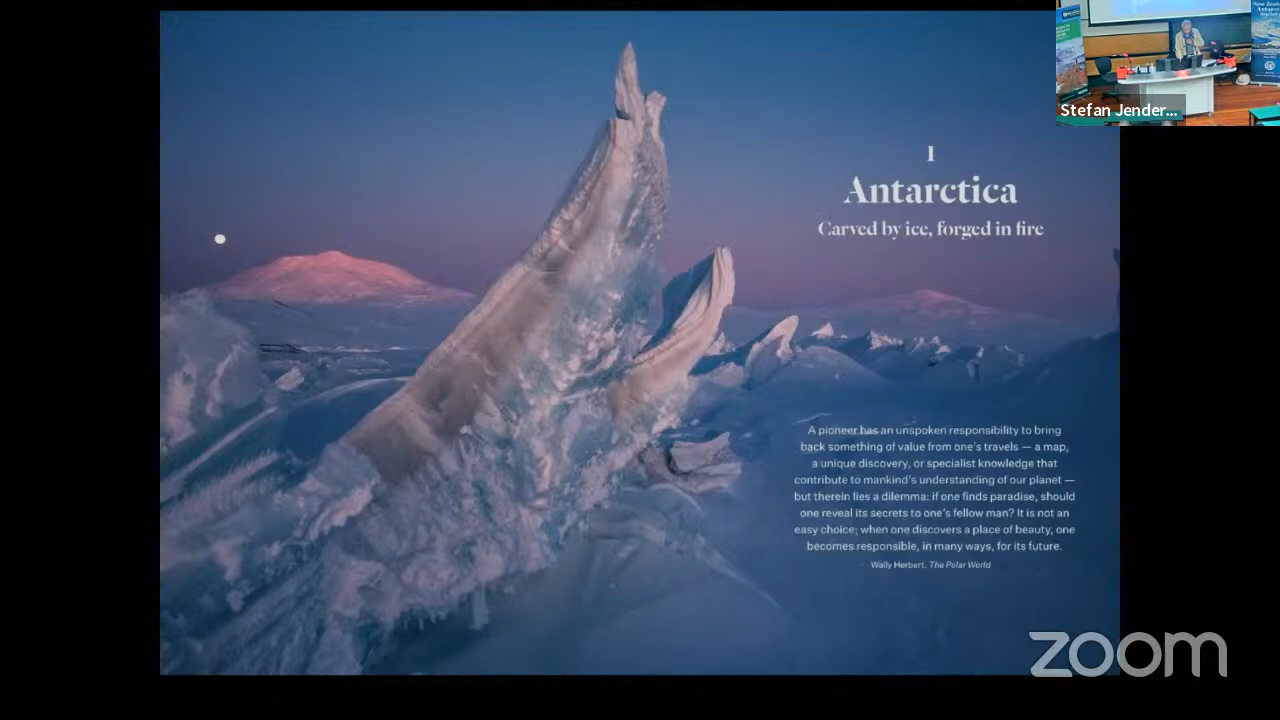 1
Antarctica
Carved by ice, forged in fire
A pioneer has an unspoken responsibility to bring
back something of value from one's travels — a map,
a unique discovery, or specialist knowledge that
contribute to mankind's understanding of our planet —
but therein lies a dilemma: if one finds paradise, should
one reveal its secrets to one's fellow man? It is not an
easy choice; when one discovers a place of beauty, one
becomes responsible, in many ways, for its future.
Wally Herbert. The Polar World
Stefan Jender...
zoom